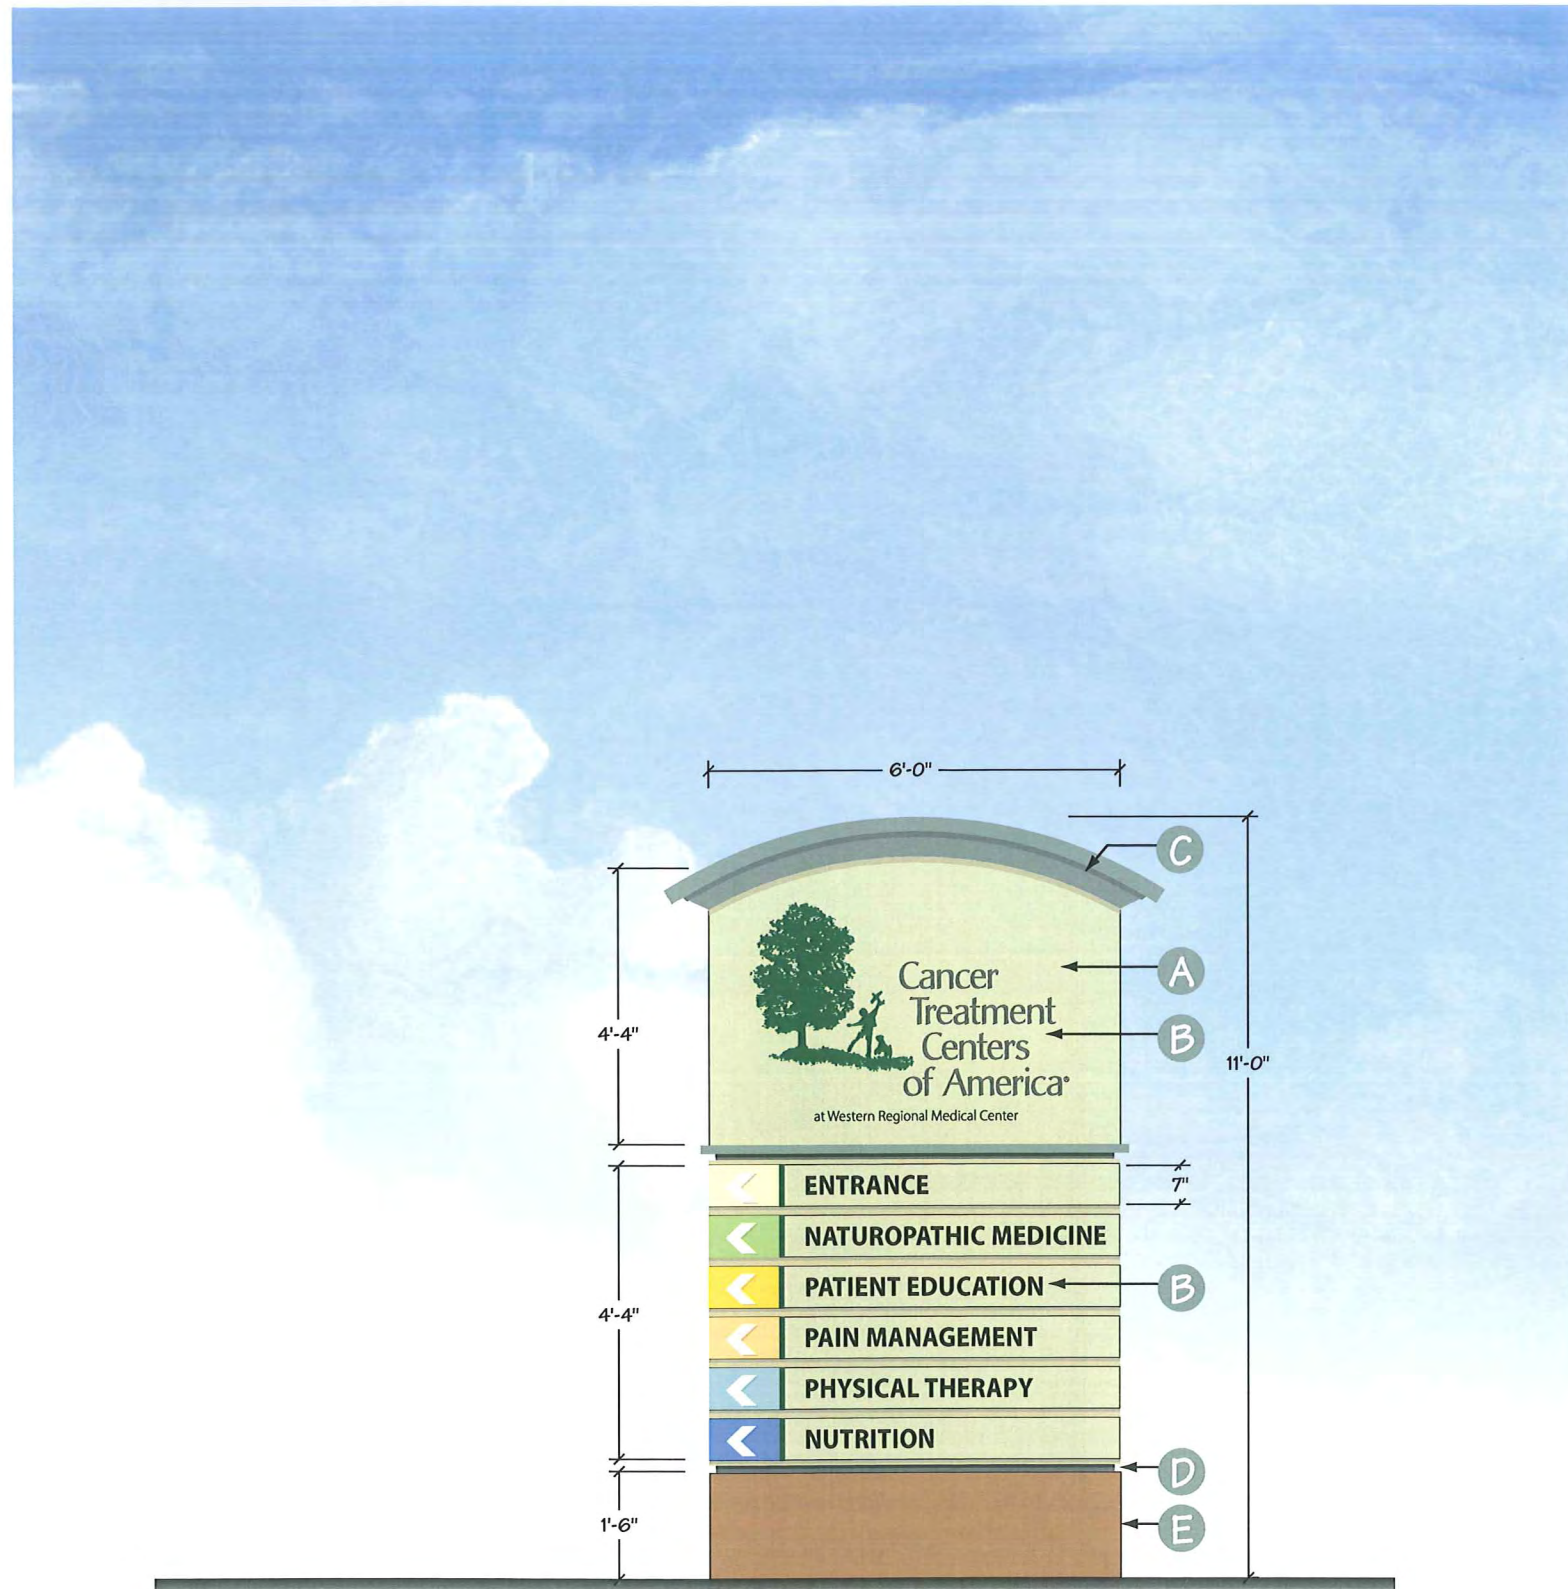 6'-0"
C
Cancer
Treatment
Centers
of America®
at Western Regional Medical Center
A
B
4'-4"
11'-0"
ENTRANCE
7"
NATUROPATHIC MEDICINE
PATIENT EDUCATION
B
4'-4"
PAIN MANAGEMENT
PHYSICAL THERAPY
NUTRITION
D
1'-6"
E